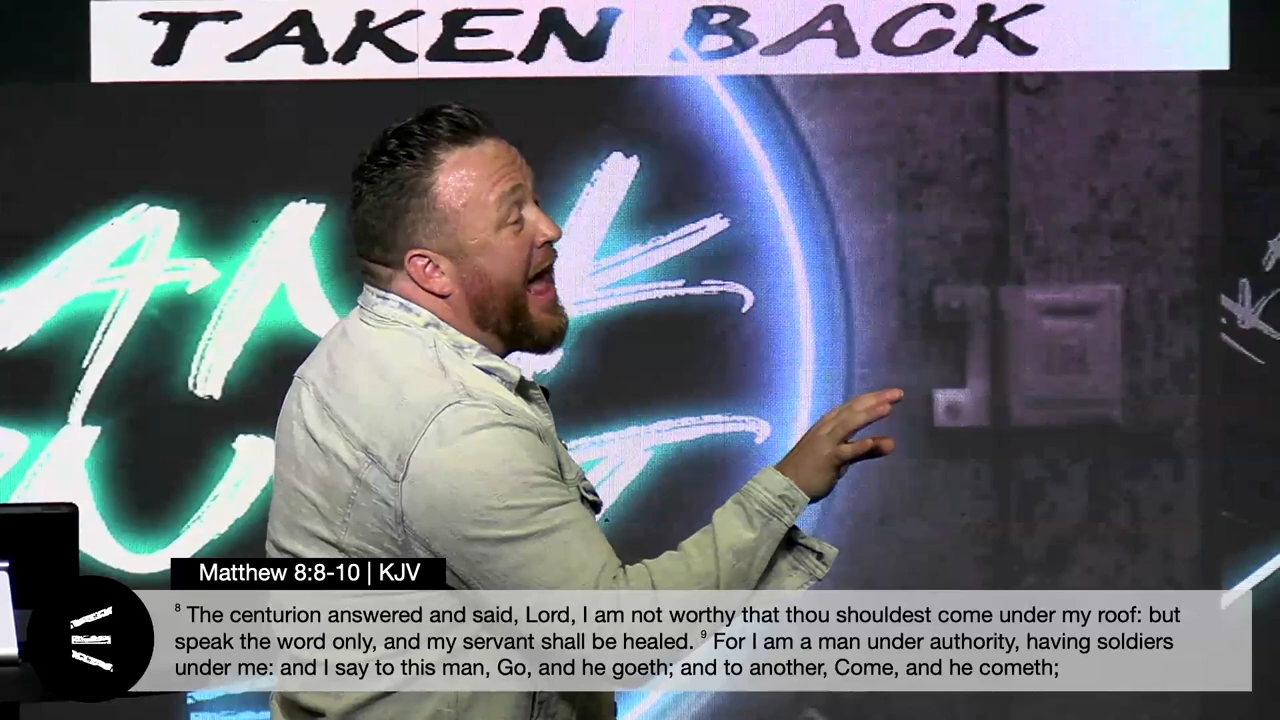 TAKEN BACK
Matthew 8:8-10 | KJV
⁸ The centurion answered and said, Lord, I am not worthy that thou shouldest come under my roof: but
speak the word only, and my servant shall be healed. ⁹ For I am a man under authority, having soldiers
under me: and I say to this man, Go, and he goeth; and to another, Come, and he cometh;